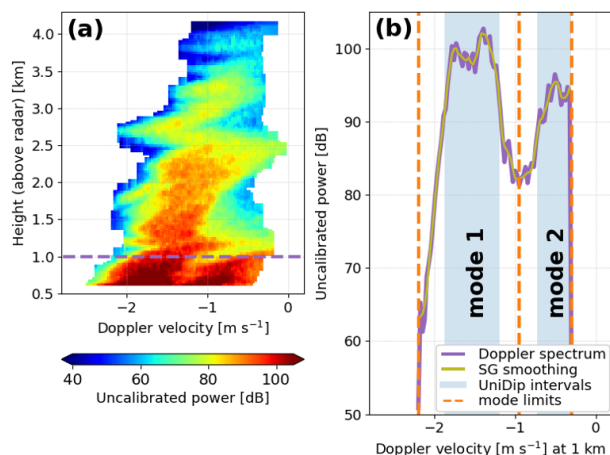 (a)
Height (above radar) [km]
4.0
3.5
3.0
2.5
2.0
1.5
1.0
0.5
−2
−1
0
Doppler velocity [m s⁻¹]
40
60
80
100
Uncalibrated power [dB]
(b)
Uncalibrated power [dB]
100
90
80
70
60
50
mode 1
mode 2
Doppler spectrum
SG smoothing
UniDip intervals
mode limits
−2
−1
0
Doppler velocity [m s⁻¹] at 1 km